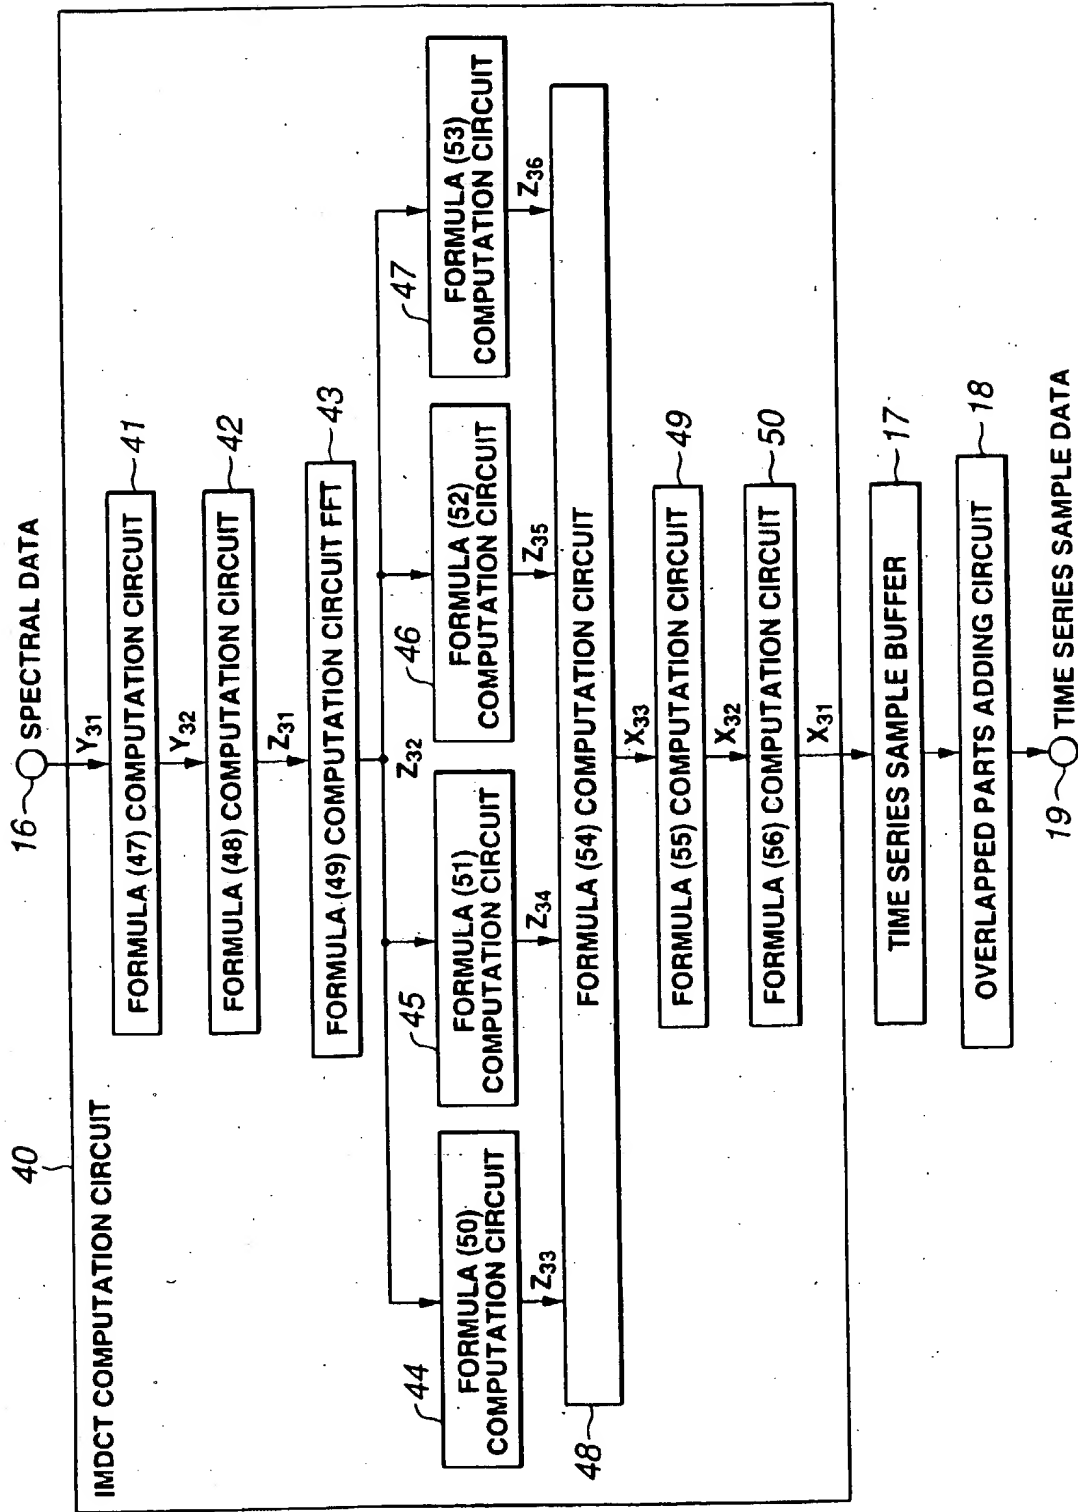 16
SPECTRAL DATA
40
IMDCT COMPUTATION CIRCUIT
Y31
FORMULA (47) COMPUTATION CIRCUIT
41
Y32
FORMULA (48) COMPUTATION CIRCUIT
42
Z31
FORMULA (49) COMPUTATION CIRCUIT FFT
43
Z32
44
FORMULA (50)
COMPUTATION CIRCUIT
45
FORMULA (51)
COMPUTATION CIRCUIT
46
FORMULA (52)
COMPUTATION CIRCUIT
47
FORMULA (53)
COMPUTATION CIRCUIT
Z33
Z34
Z35
Z36
48
FORMULA (54) COMPUTATION CIRCUIT
X33
FORMULA (55) COMPUTATION CIRCUIT
49
X32
FORMULA (56) COMPUTATION CIRCUIT
50
X31
TIME SERIES SAMPLE BUFFER
17
OVERLAPPED PARTS ADDING CIRCUIT
18
19
TIME SERIES SAMPLE DATA